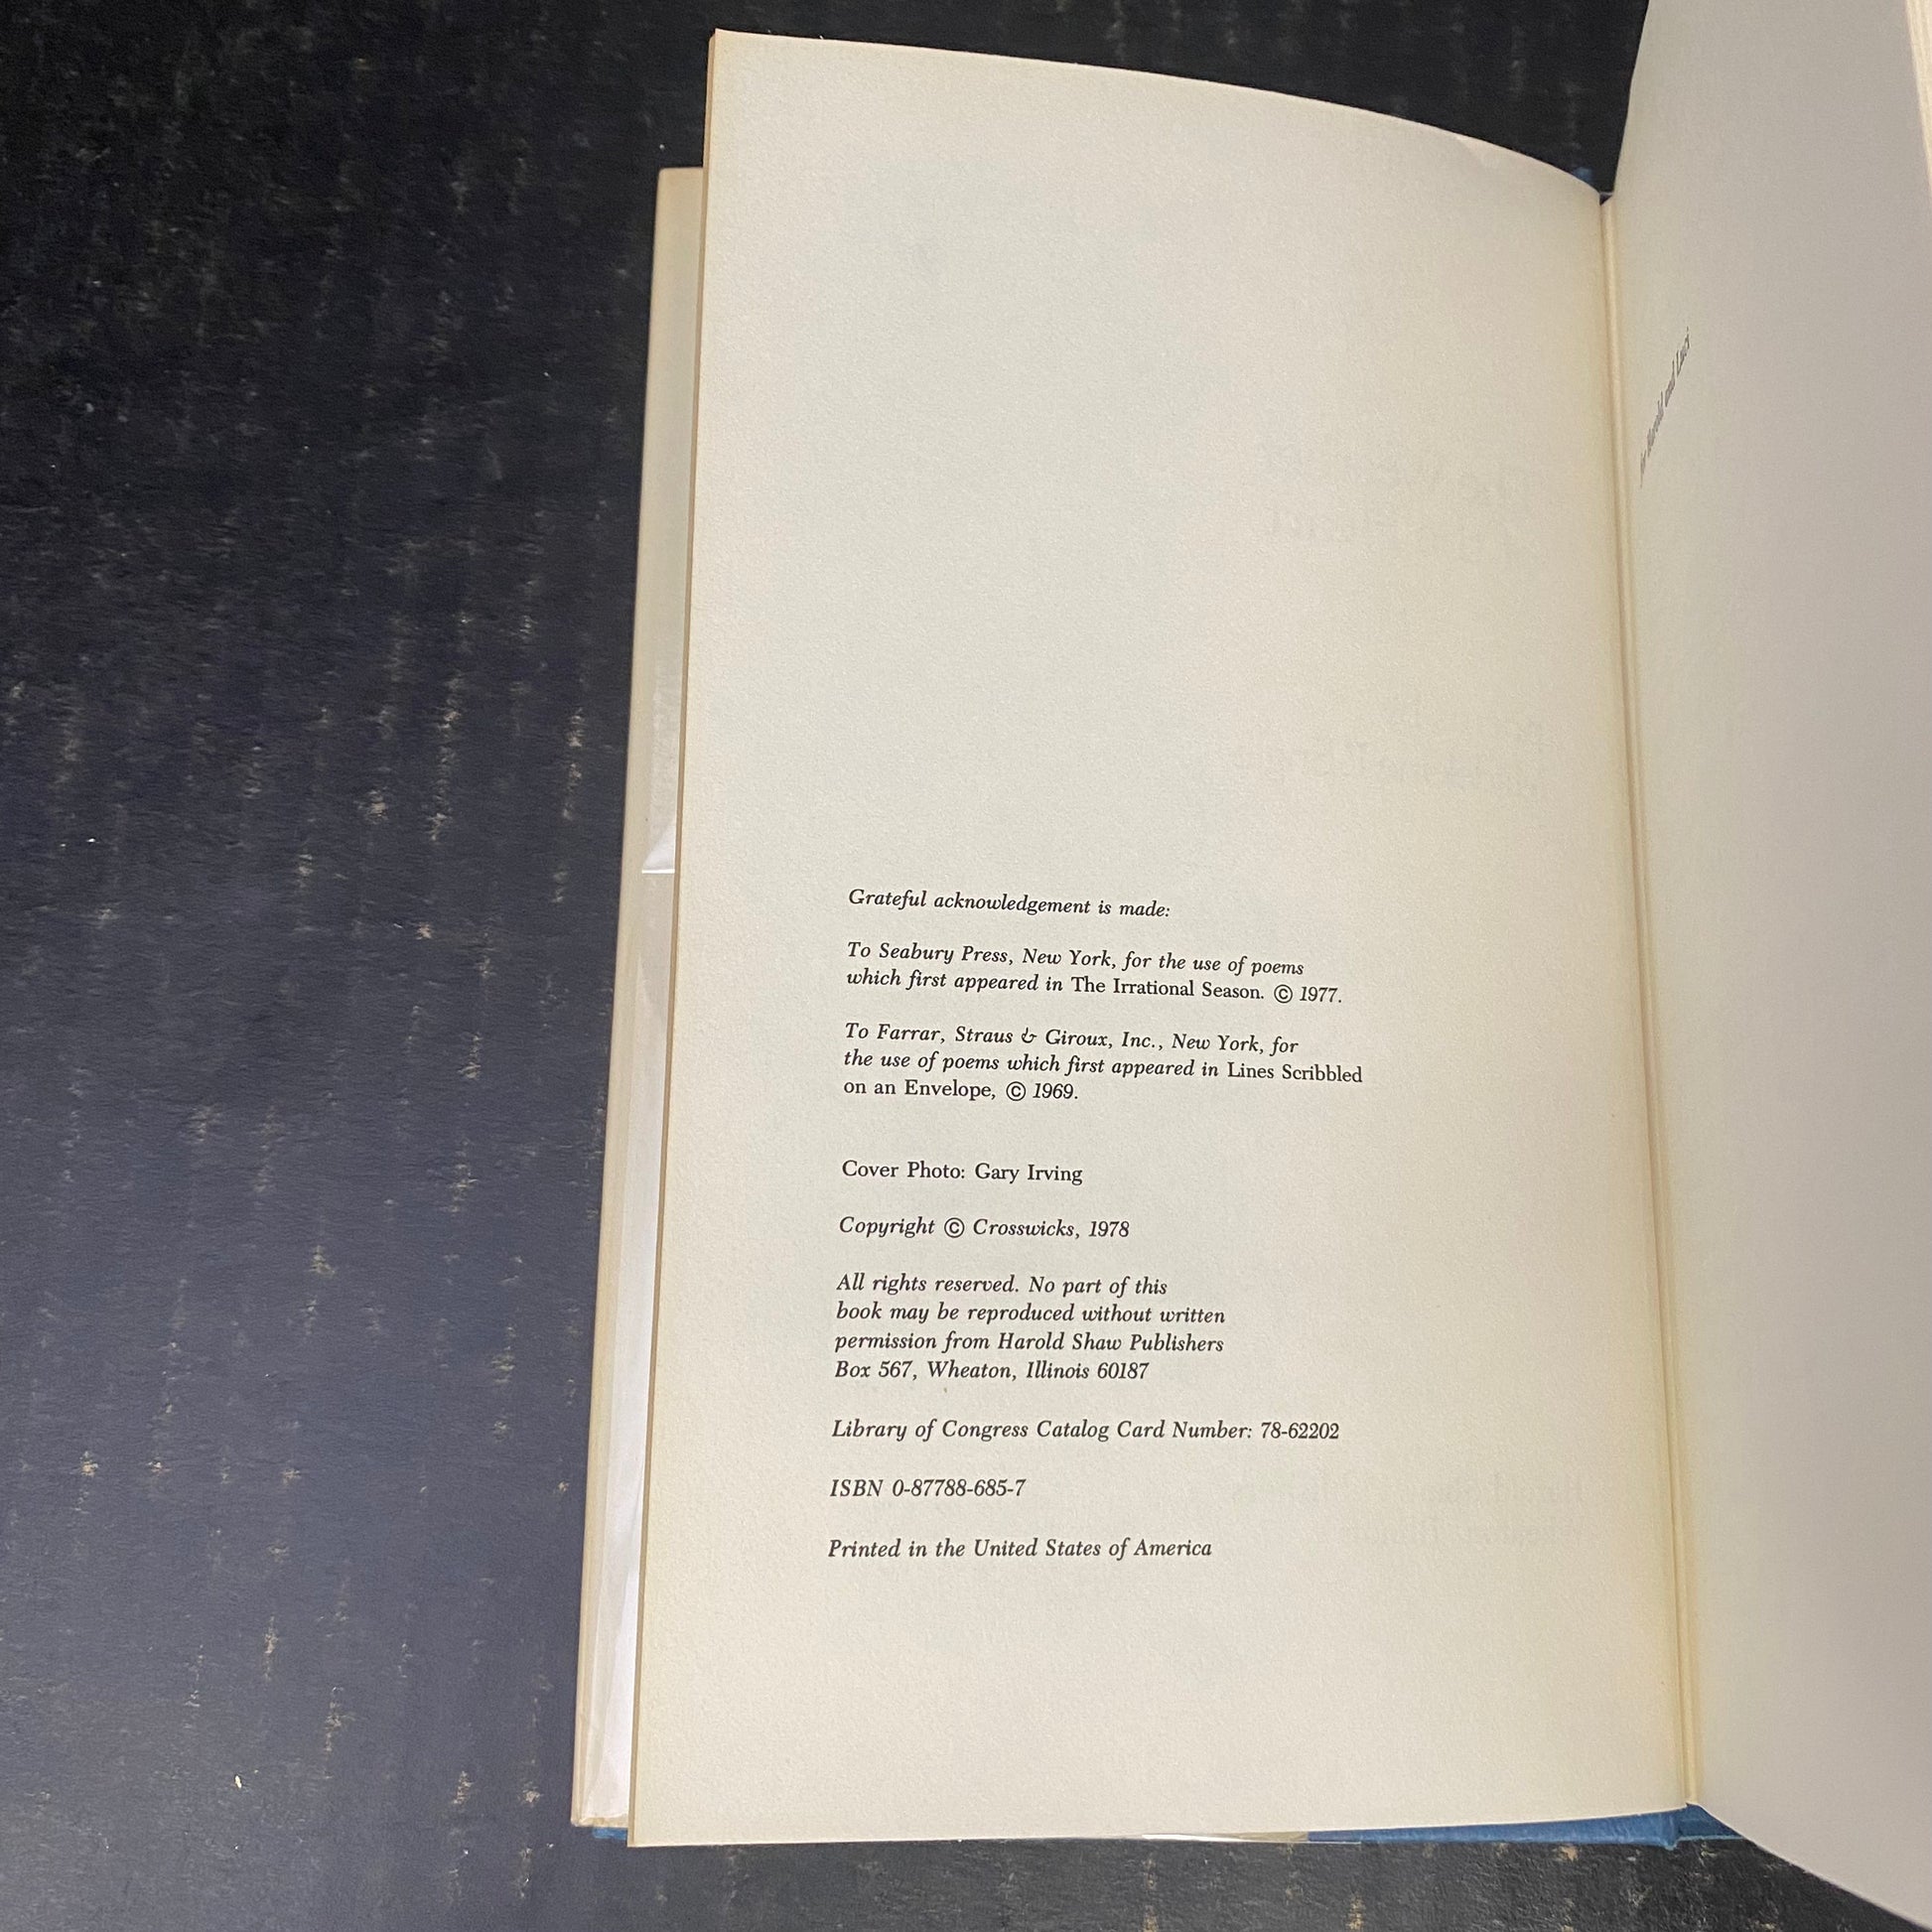 Grateful acknowledgement is made:
To Seabury Press, New York, for the use of poems
which first appeared in The Irrational Season. © 1977.
To Farrar, Straus & Giroux, Inc., New York, for
the use of poems which first appeared in Lines Scribbled
on an Envelope, © 1969.
Cover Photo: Gary Irving
Copyright © Crosswicks, 1978
All rights reserved. No part of this
book may be reproduced without written
permission from Harold Shaw Publishers
Box 567, Wheaton, Illinois 60187
Library of Congress Catalog Card Number: 78-62202
ISBN 0-87788-685-7
Printed in the United States of America
Harold and Luci